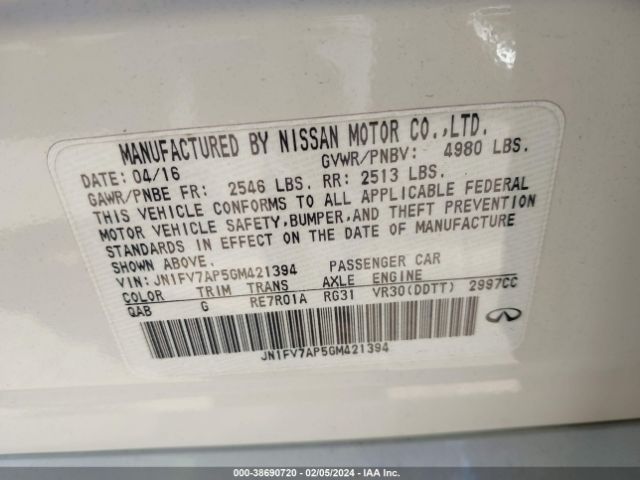 MANUFACTURED BY NISSAN MOTOR CO.,LTD.
DATE: 04/16 GVWR/PNBV: 4980 LBS.
GAWR/PNBE FR: 2546 LBS. RR: 2513 LBS.
THIS VEHICLE CONFORMS TO ALL APPLICABLE FEDERAL
MOTOR VEHICLE SAFETY,BUMPER,AND THEFT PREVENTION
STANDARDS IN EFFECT ON THE DATE OF MANUFACTURE
SHOWN ABOVE.
VIN: JN1FV7AP5GM421394 PASSENGER CAR
COLOR TRIM TRANS AXLE ENGINE
QAB G RE7R01A RG31 VR30(DDTT) 2997CC
JN1FV7AP5GM421394
000-38690720 - 02/05/2024 - IAA Inc.